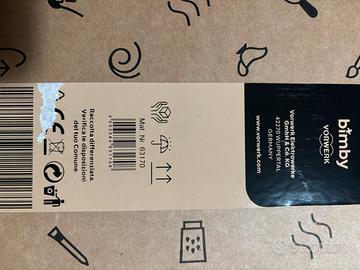 bimby
VORWERK
Vorwerk Elektrowerke
GmbH & Co. KG
42270 WUPPERTAL
GERMANY
www.vorwerk.com
Mat. Nr. 63170
Raccolta differenziata.
Verifica le disposizioni
del tuo Comune.